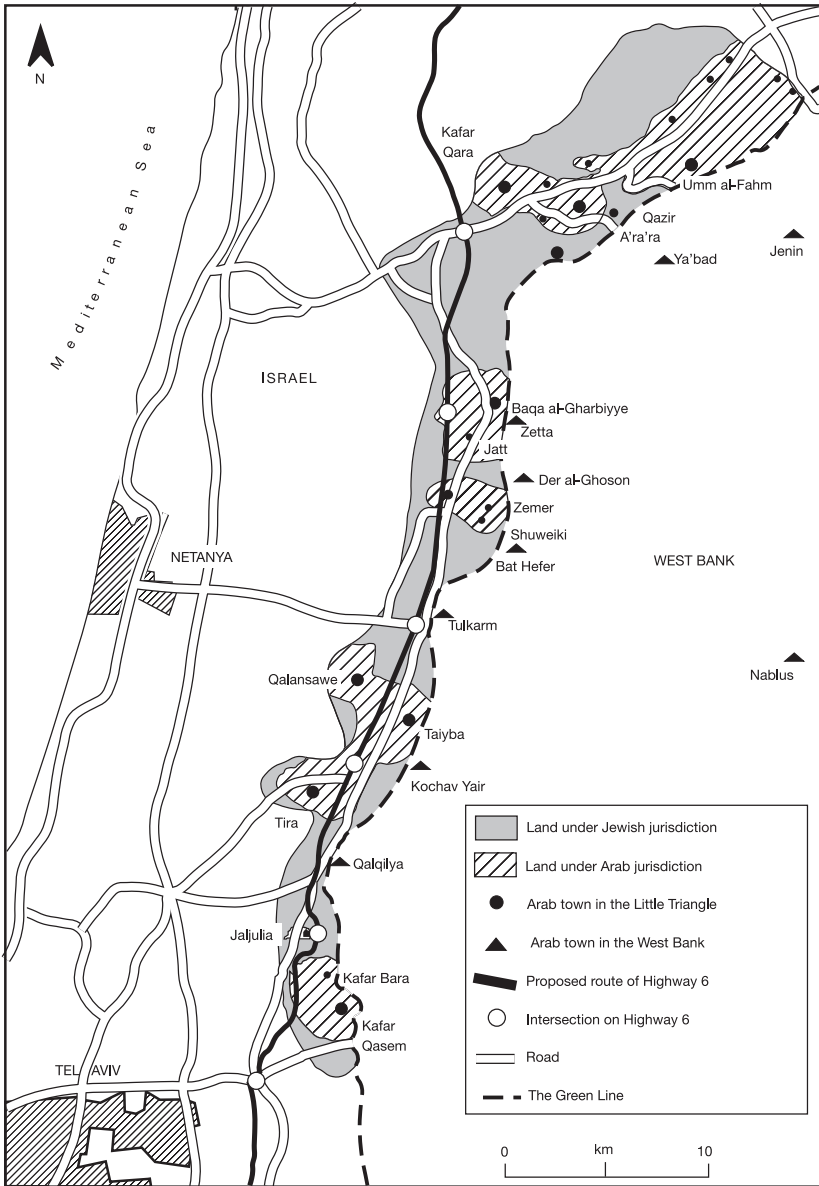 N
Mediterranean Sea
Kafar
Qara
Umm al-Fahm
Qazir
A'ra'ra
Ya'bad
Jenin
ISRAEL
Baqa al-Gharbiyye
Zetta
Jatt
Der al-Ghoson
Zemer
Shuweiki
Bat Hefer
NETANYA
WEST BANK
Tulkarm
Nablus
Qalansawe
Taiyba
Kochav Yair
Tira
Qalqilya
Jaljulia
Kafar Bara
Kafar
Qasem
TEL AVIV
Land under Jewish jurisdiction
Land under Arab jurisdiction
Arab town in the Little Triangle
Arab town in the West Bank
Proposed route of Highway 6
Intersection on Highway 6
Road
The Green Line
0 km 10